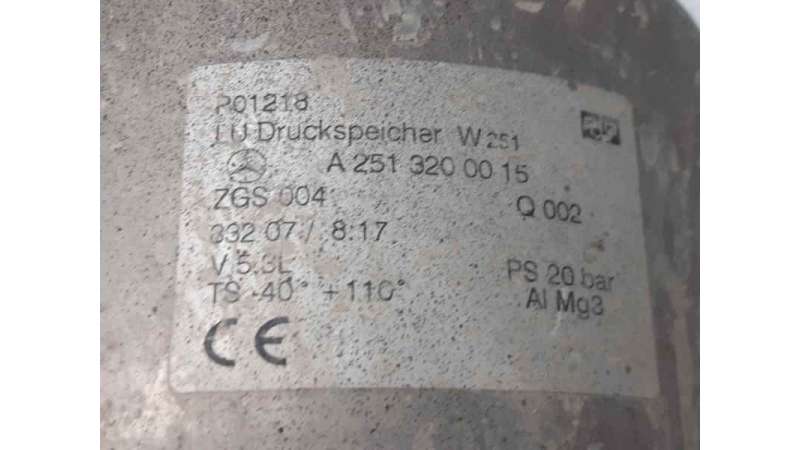 P01218
LU Druckspeicher W251
A 251 320 00 15
ZGS 004 Q 002
332 07/ 8:17
V 5.3L PS 20 bar
TS -40° +110° Al Mg3
CE